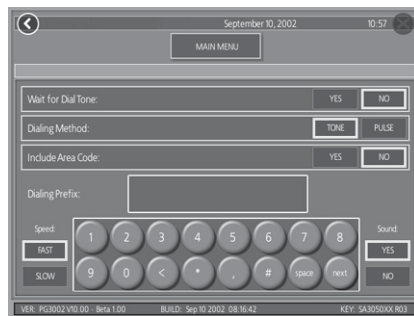 September 10, 2002 10:57
MAIN MENU
Wait for Dial Tone: YES NO
Dialing Method: TONE PULSE
Include Area Code: YES NO
Dialing Prefix:
Speed: Sound:
1 2 3 4 5 6 7 8
FAST YES
9 0 < * , # space next
SLOW NO
VER: PG3002 V10.00 - Beta 1.00 BUILD: Sep 10 2002 08:16:42 KEY: SA3050XX R03